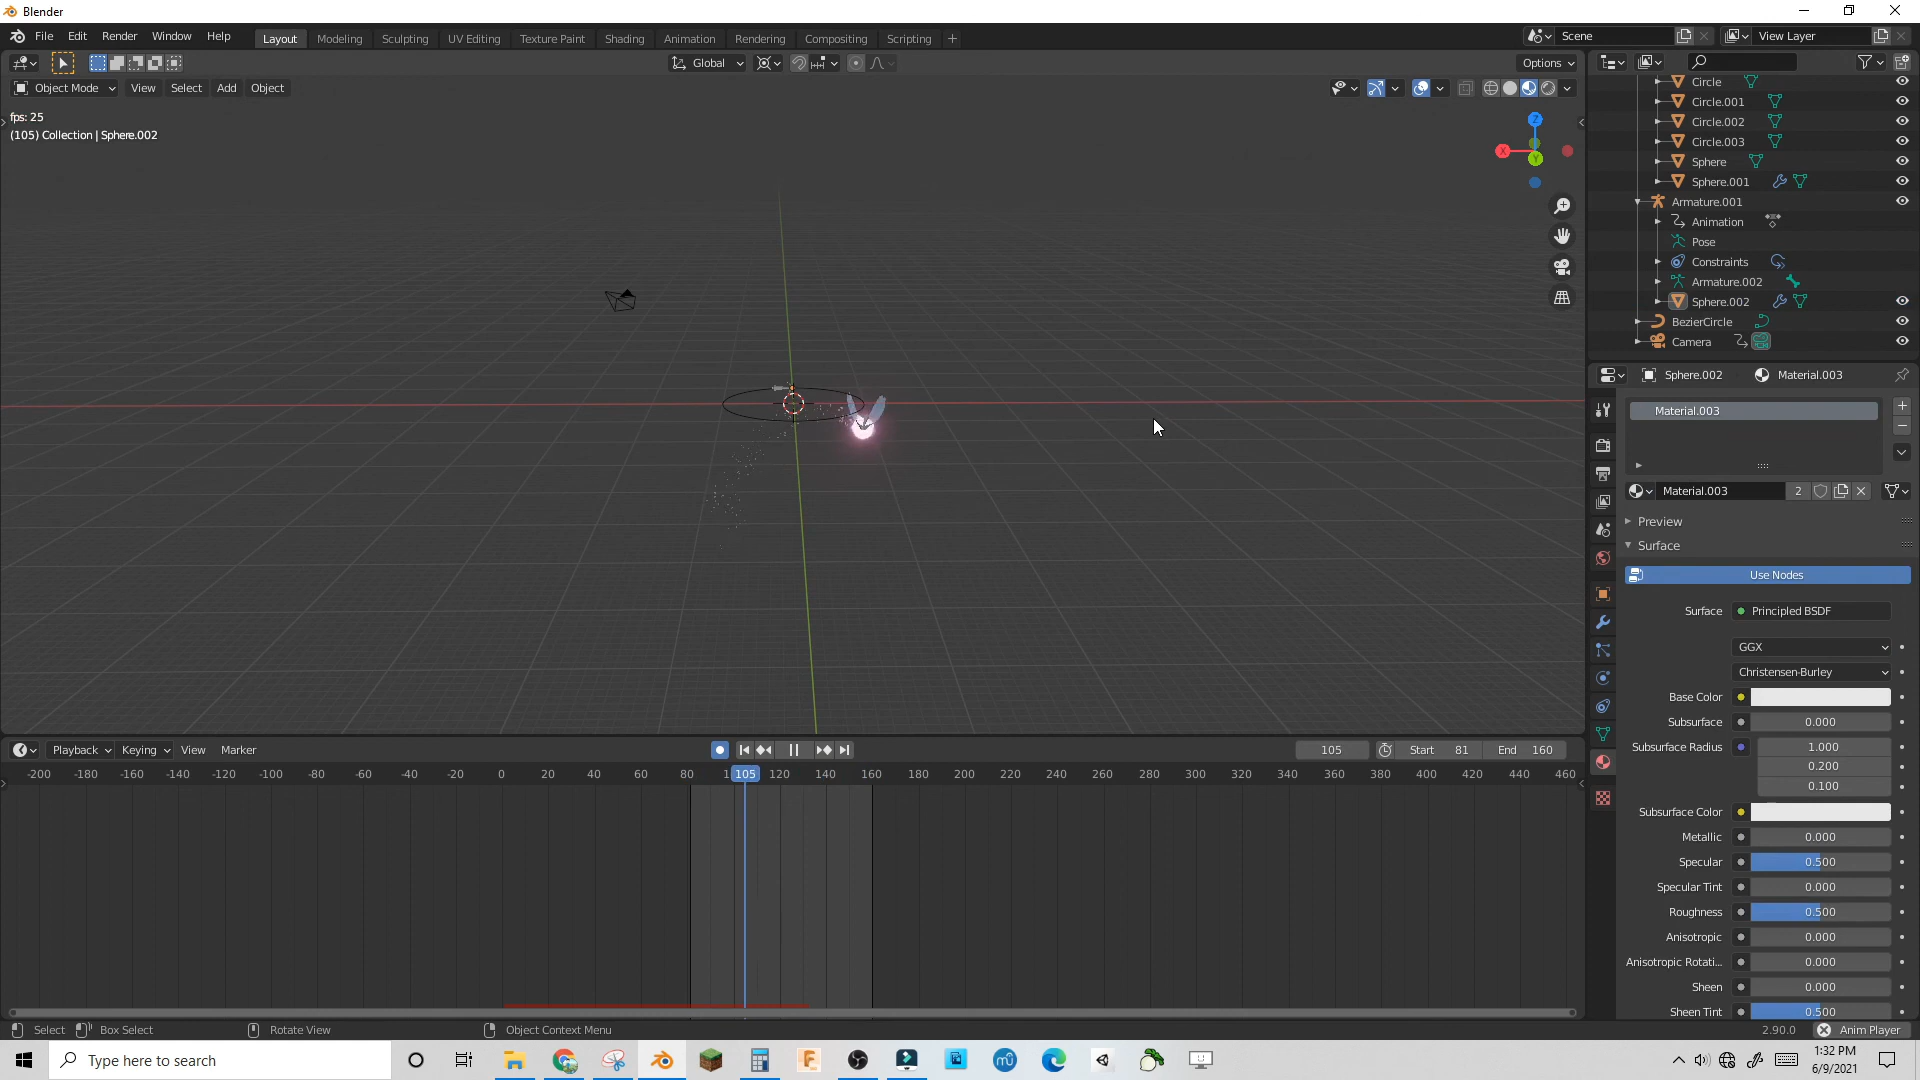 Blender
File Edit Render Window Help
Layout Modeling Sculpting UV Editing Texture Paint Shading Animation Rendering Compositing Scripting +
Scene
View Layer
Global
Options
Object Mode View Select Add Object
fps: 25
(105) Collection | Sphere.002
Z
X
Y
Circle
Circle.001
Circle.002
Circle.003
Sphere
Sphere.001
Armature.001
Animation
Pose
Constraints
Armature.002
Sphere.002
BezierCircle
Camera
Sphere.002 Material.003
Material.003
Material.003 2
Preview
Surface
Use Nodes
Surface Principled BSDF
GGX
Christensen-Burley
Base Color
Subsurface 0.000
Subsurface Radius 1.000
0.200
0.100
Subsurface Color
Metallic 0.000
Specular 0.500
Specular Tint 0.000
Roughness 0.500
Anisotropic 0.000
Anisotropic Rotati... 0.000
Sheen 0.000
Sheen Tint 0.500
Playback Keying View Marker
105 Start 81 End 160
-200 -180 -160 -140 -120 -100 -80 -60 -40 -20 0 20 40 60 80 1 105 120 140 160 180 200 220 240 260 280 300 320 340 360 380 400 420 440 460
Select Box Select Rotate View Object Context Menu
2.90.0 Anim Player
Type here to search
1:32 PM
6/9/2021